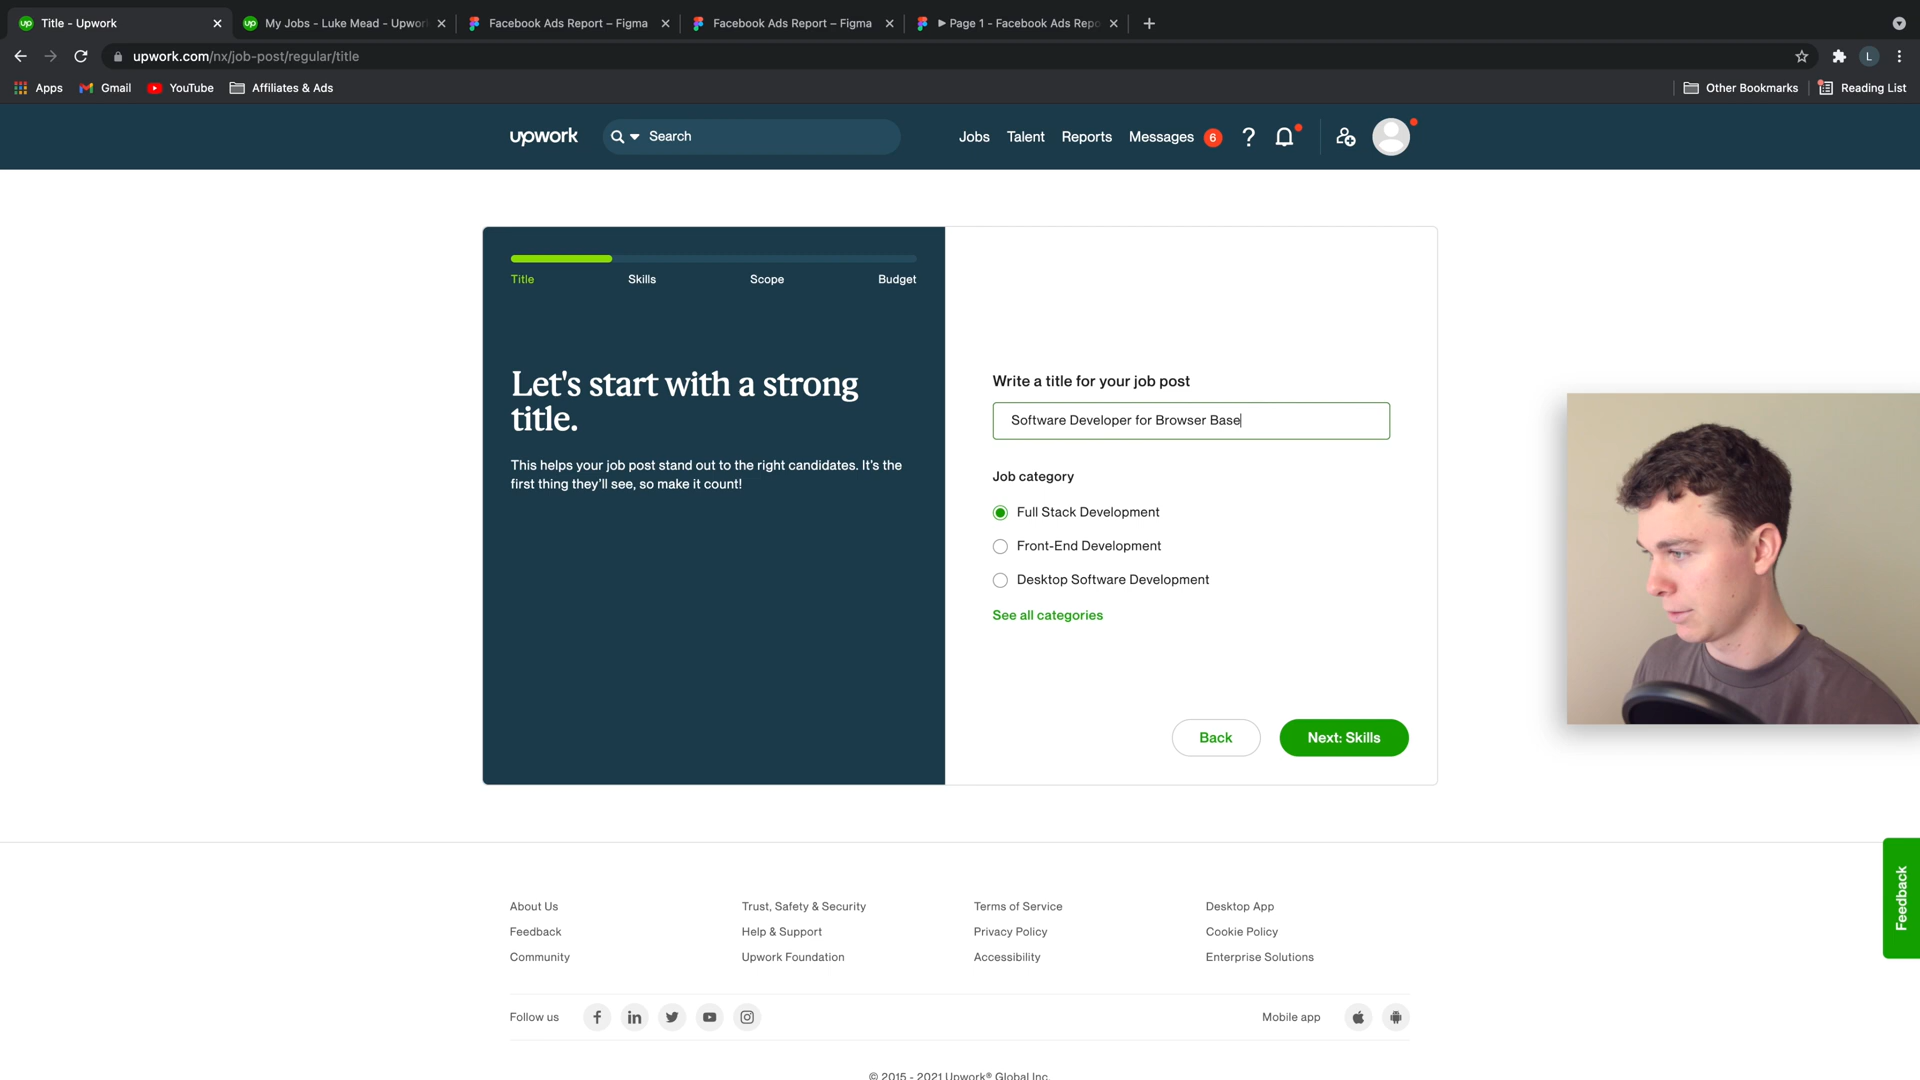 Title - Upwork
My Jobs - Luke Mead - Upwor
Facebook Ads Report – Figma
Facebook Ads Report – Figma
Page 1 - Facebook Ads Repo
upwork.com/nx/job-post/regular/title
L
Apps
Gmail
YouTube
Affiliates & Ads
Other Bookmarks
Reading List
upwork
Search
Jobs
Talent
Reports
Messages
6
Title
Skills
Scope
Budget
Let's start with a strong
title.
This helps your job post stand out to the right candidates. It's the
first thing they'll see, so make it count!
Write a title for your job post
Software Developer for Browser Base
Job category
Full Stack Development
Front-End Development
Desktop Software Development
See all categories
Back
Next: Skills
Feedback
About Us
Trust, Safety & Security
Terms of Service
Desktop App
Feedback
Help & Support
Privacy Policy
Cookie Policy
Community
Upwork Foundation
Accessibility
Enterprise Solutions
Follow us
Mobile app
© 2015 - 2021 Upwork® Global Inc.